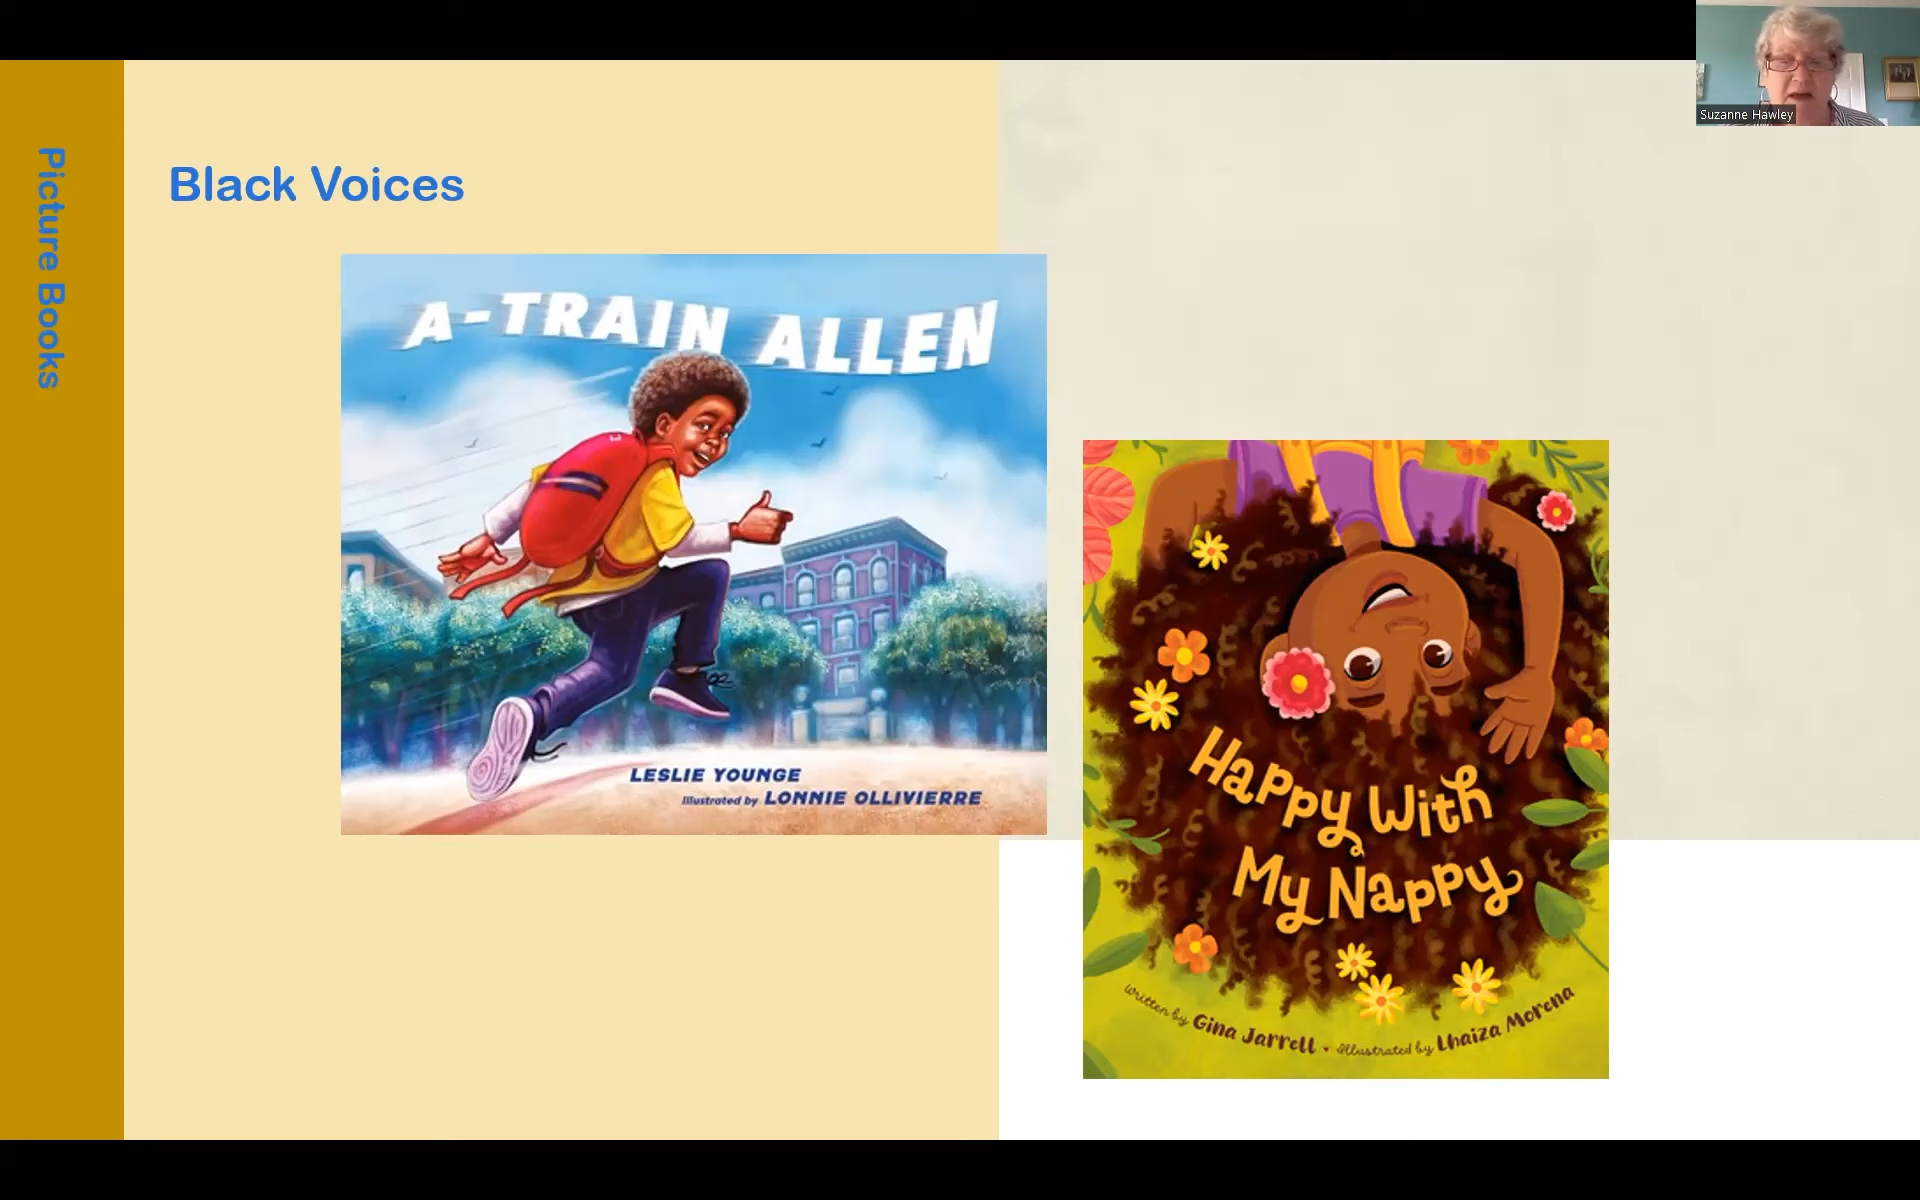 Suzanne Hawley
Picture Books
Black Voices
A-TRAIN ALLEN
LESLIE YOUNGE
Illustrated by LONNIE OLLIVIERRE
Happy With
My Nappy
Written by Gina Jarrell • Illustrated by Lhaiza Morena